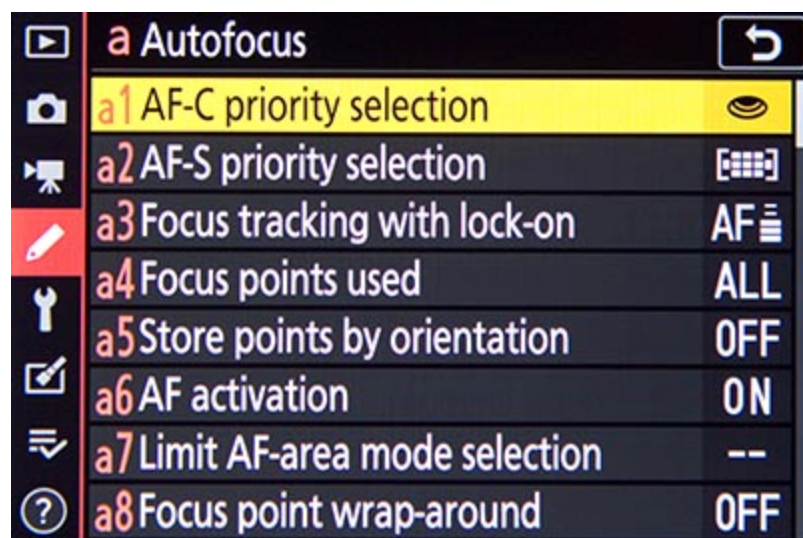 a Autofocus
a1 AF-C priority selection
a2 AF-S priority selection
a3 Focus tracking with lock-on AF
a4 Focus points used ALL
a5 Store points by orientation OFF
a6 AF activation ON
a7 Limit AF-area mode selection --
a8 Focus point wrap-around OFF
?